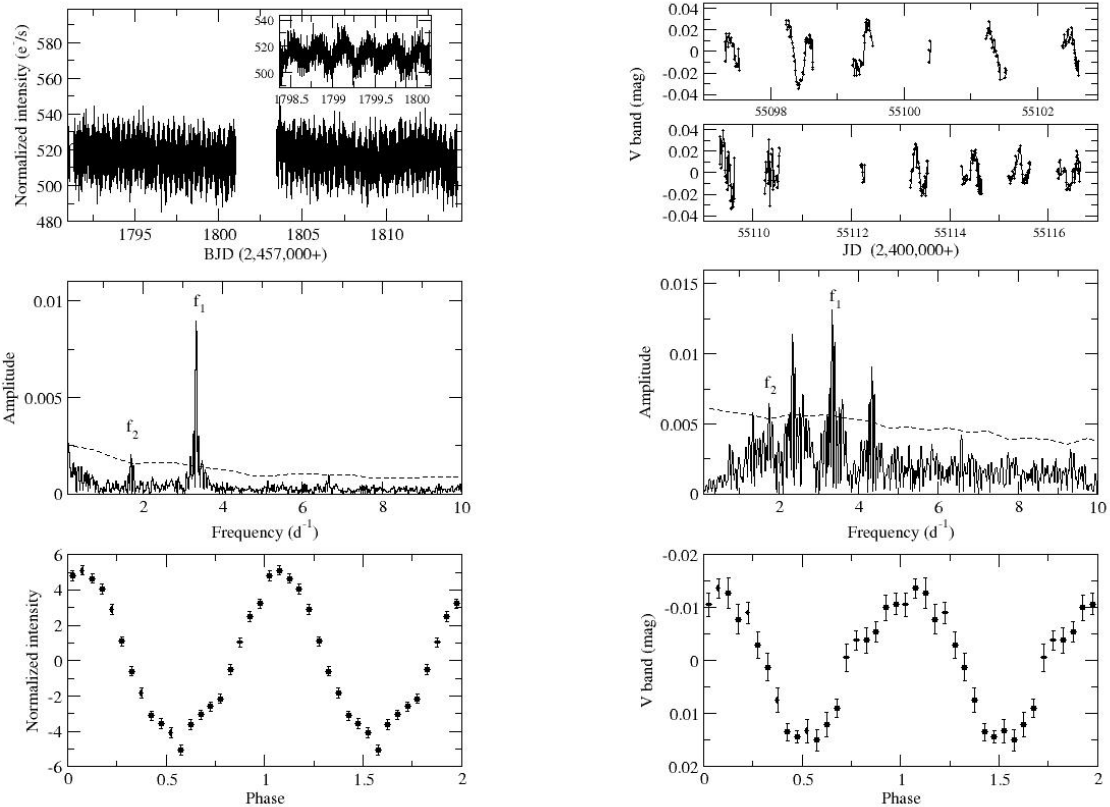 580
560
540
520
500
480
540
520
500
1798.5 1799 1799.5 1800
1795 1800 1805 1810
Normalized intensity (e-/s)
BJD (2,457,000+)
0.04
0.02
0
-0.02
-0.04
55098 55100 55102
0.04
0.02
0
-0.02
-0.04
55110 55112 55114 55116
V band (mag)
JD (2,400,000+)
0.01
0.005
0
f1
f2
2 4 6 8 10
Amplitude
Frequency (d-1)
0.015
0.01
0.005
0
f1
f2
2 4 6 8 10
Amplitude
Frequency (d-1)
6
4
2
0
-2
-4
-6
0 0.5 1 1.5 2
Normalized intensity
Phase
-0.02
-0.01
0
0.01
0.02
0 0.5 1 1.5 2
V band (mag)
Phase